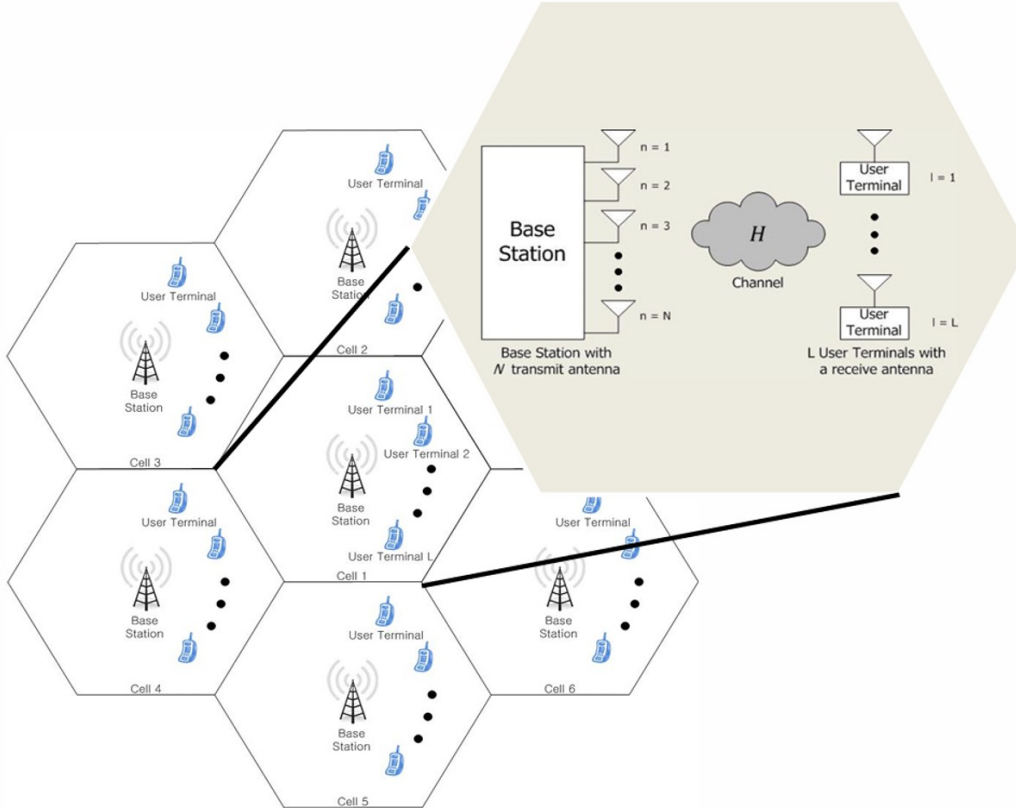 n = 1
n = 2
n = 3
n = N
Base
Station
H
Channel
User
Terminal
l = 1
User
Terminal
l = L
Base Station with
N transmit antenna
L User Terminals with
a receive antenna
User Terminal
Base
Station
Cell 2
User Terminal
Base
Station
Cell 3
User Terminal 1
User Terminal 2
Base
Station
User Terminal L
Cell 1
User Terminal
Base
Station
Cell 4
User Terminal
Base
Station
Cell 6
User Terminal
Base
Station
Cell 5